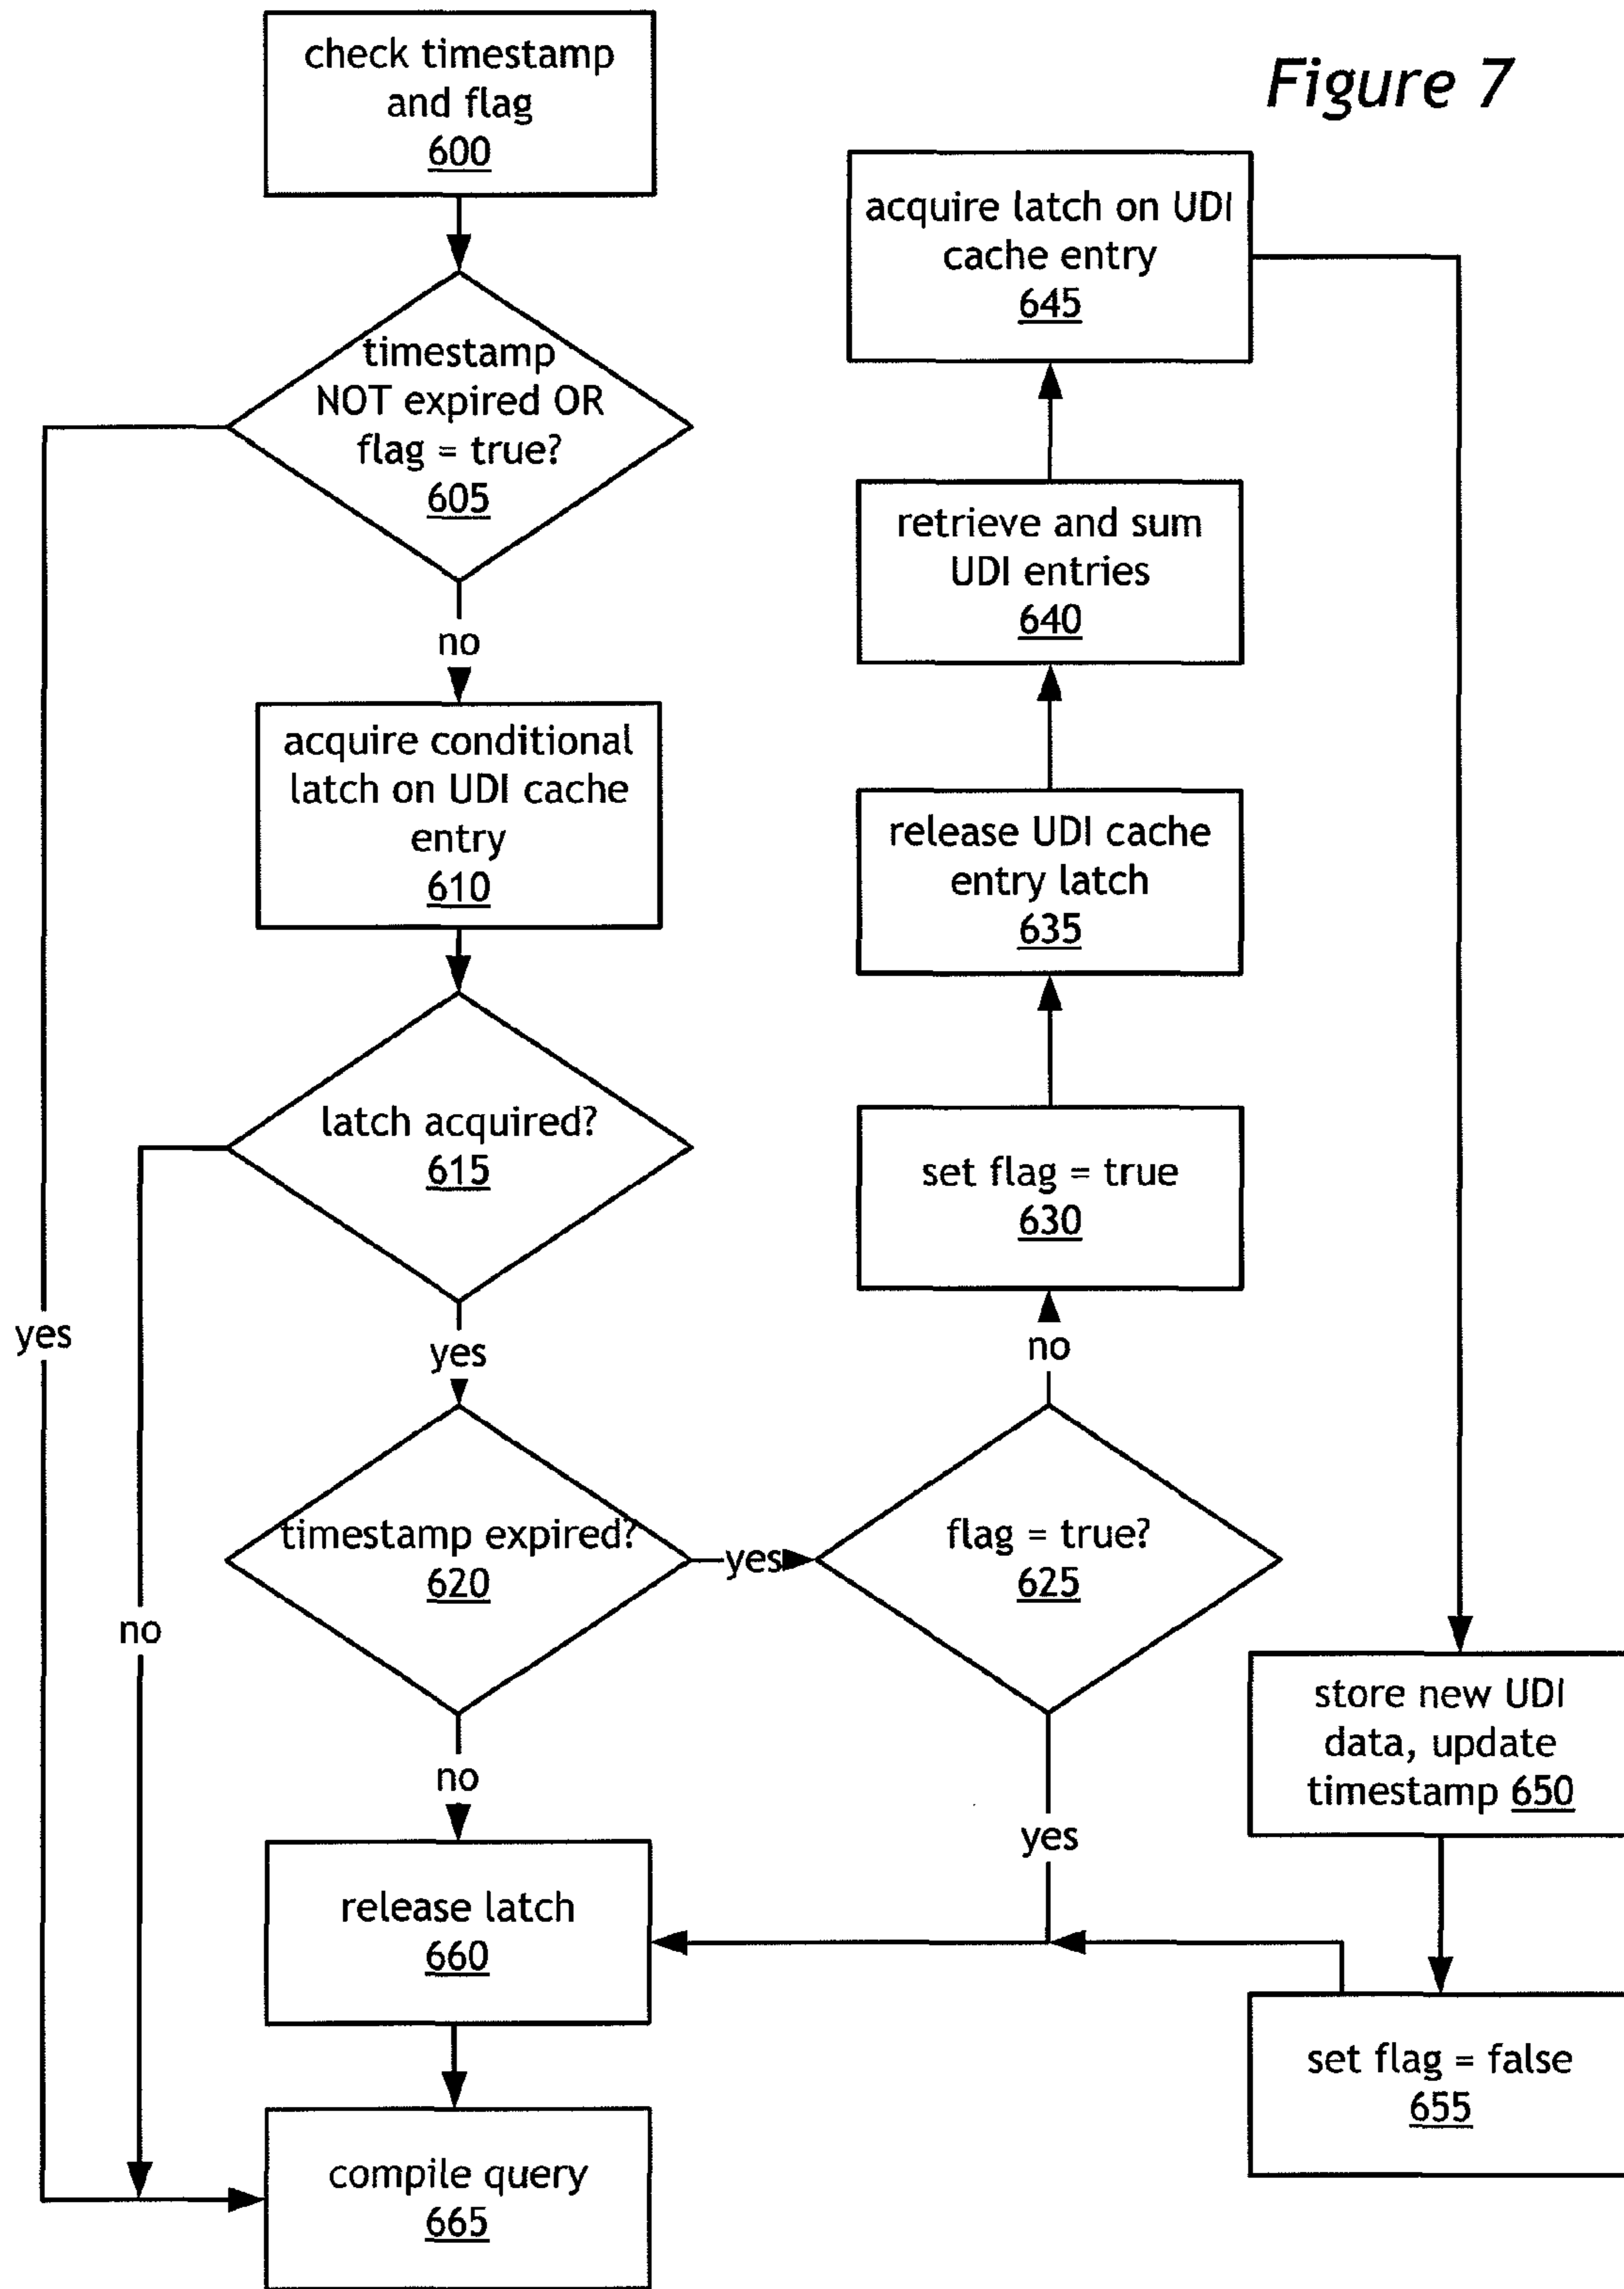 Figure 7
check timestamp
and flag
600
timestamp
NOT expired OR
flag = true?
605
no
acquire conditional
latch on UDI cache
entry
610
latch acquired?
615
yes
timestamp expired?
620
yes
no
release latch
660
compile query
665
yes
no
acquire latch on UDI
cache entry
645
retrieve and sum
UDI entries
640
release UDI cache
entry latch
635
set flag = true
630
no
flag = true?
625
yes
store new UDI
data, update
timestamp 650
set flag = false
655